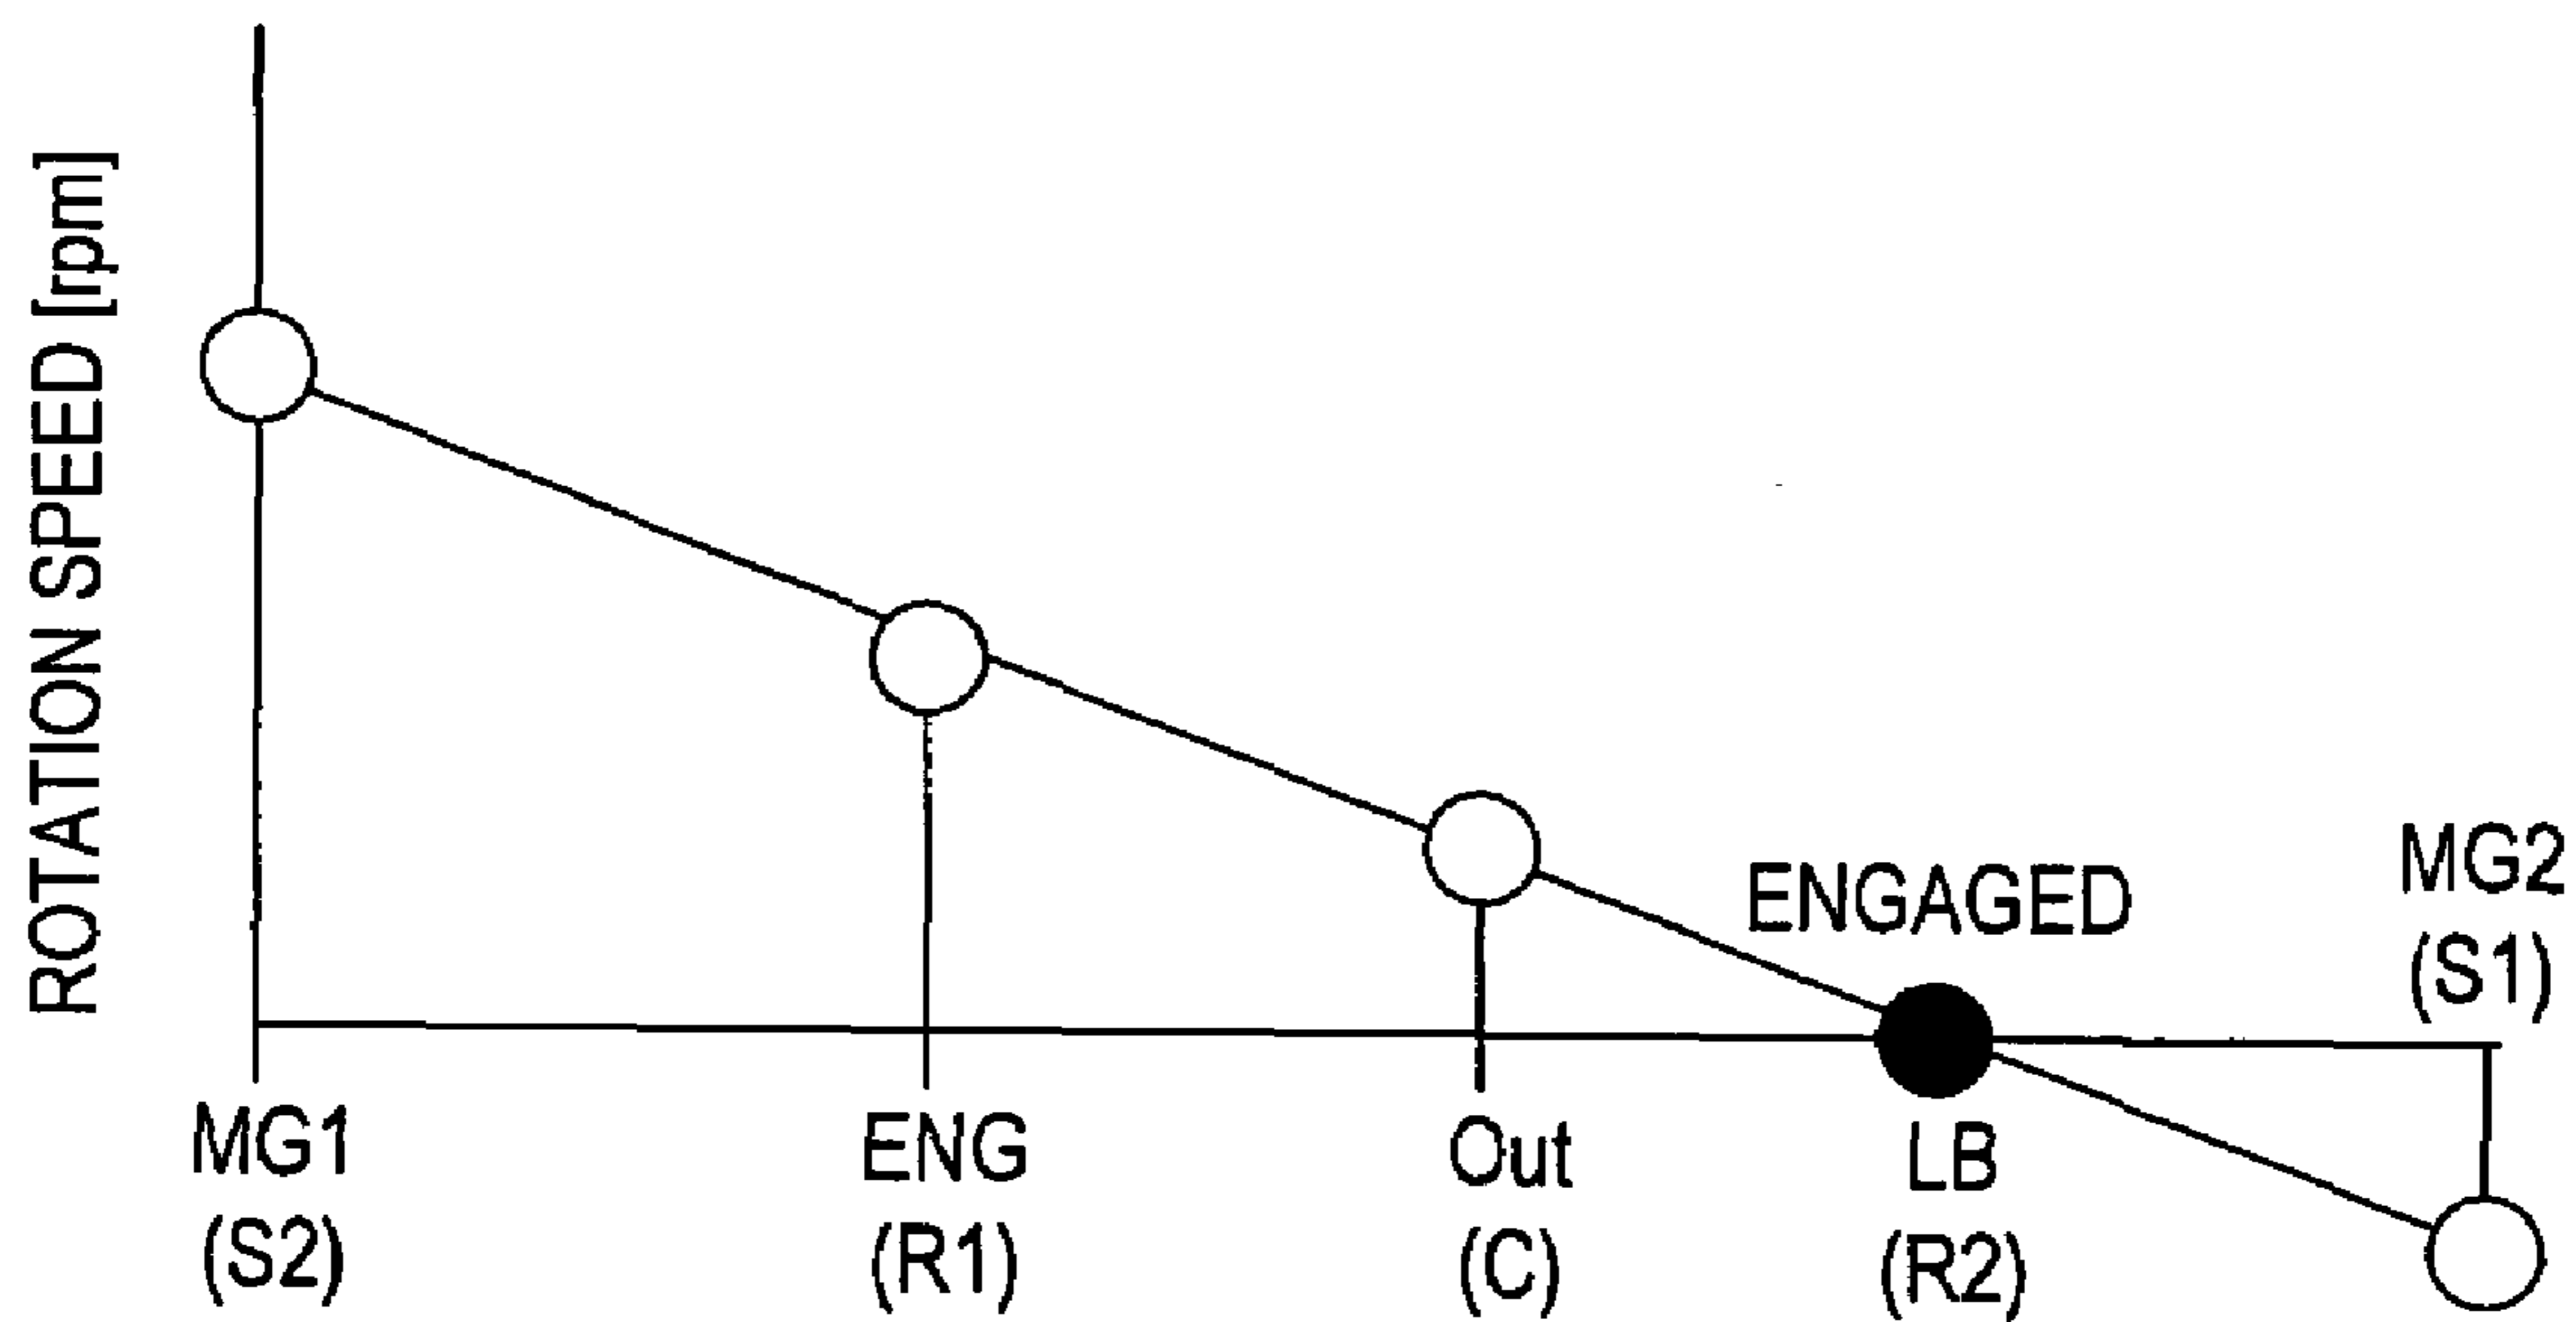 ROTATION SPEED [rpm]
ENGAGED
MG2
(S1)
MG1
(S2)
ENG
(R1)
Out
(C)
LB
(R2)